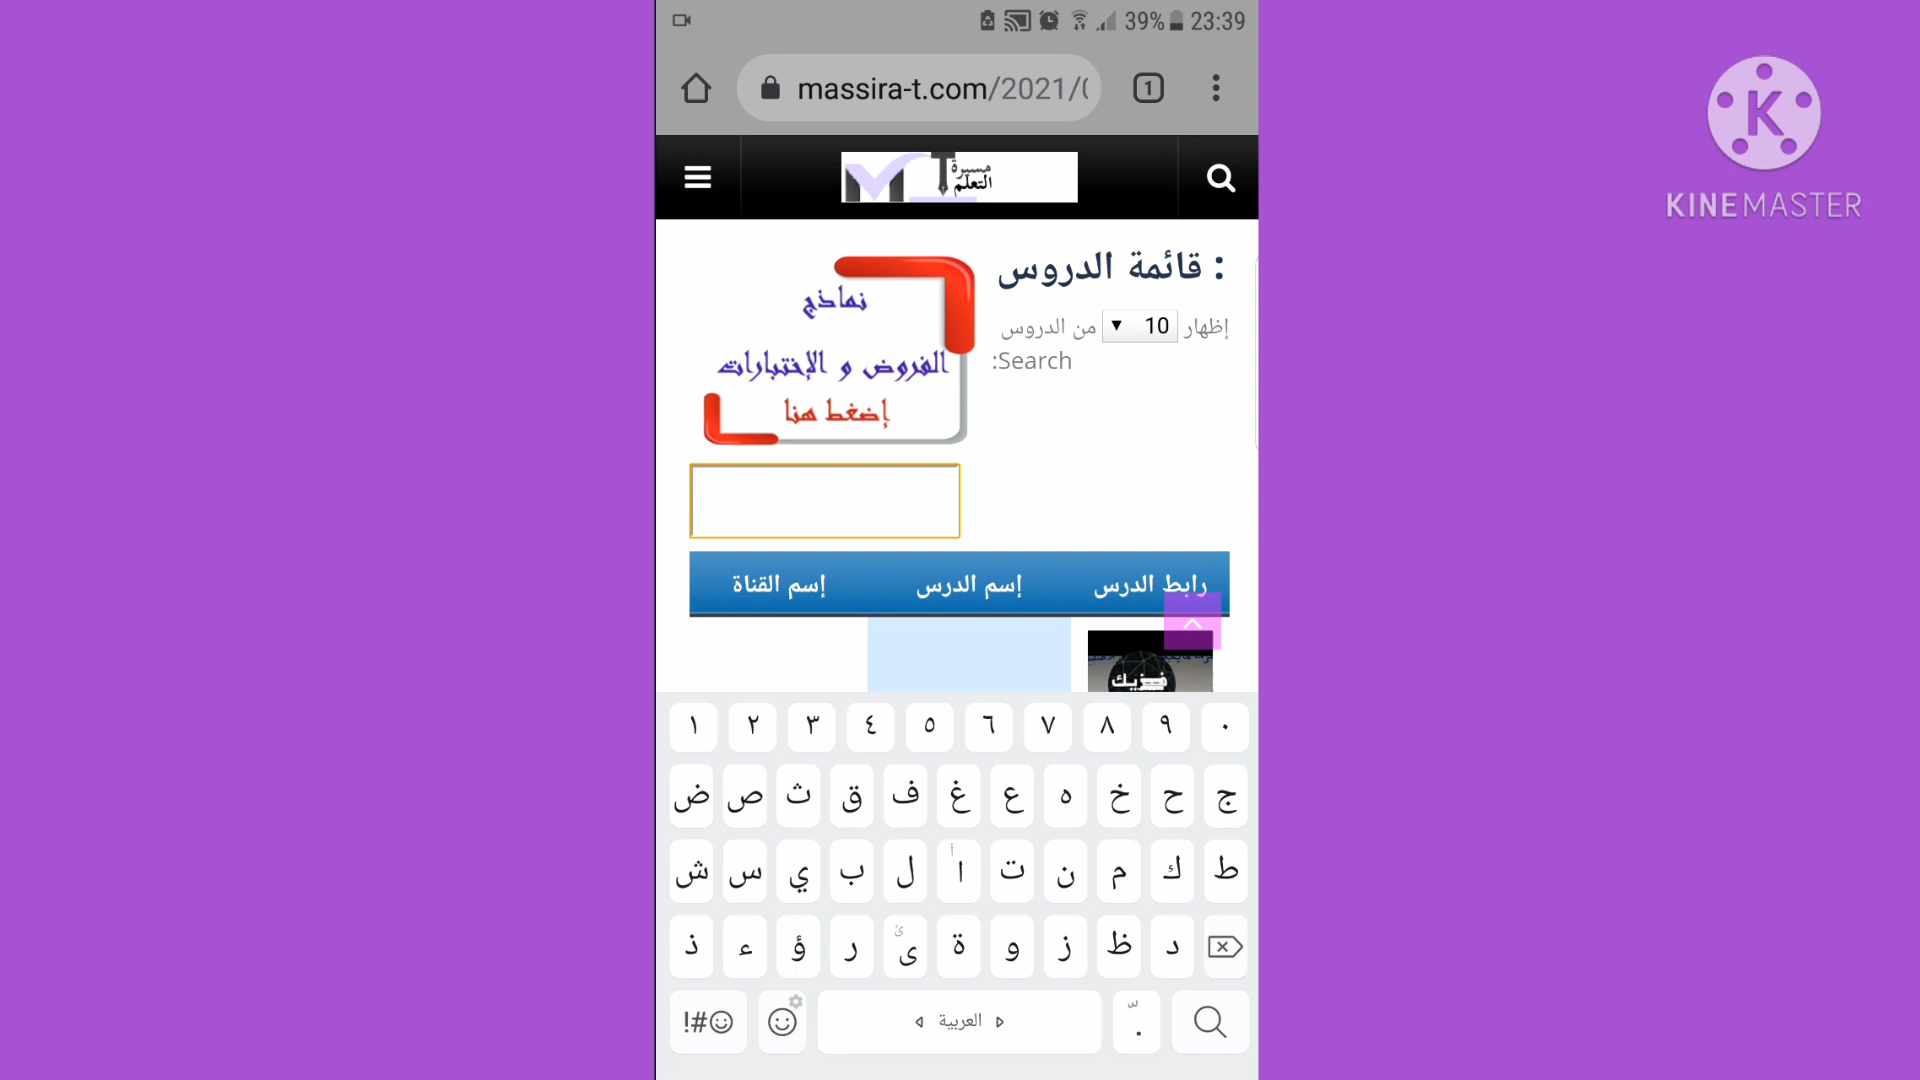 39% 23:39
massira-t.com/2021/
1
مسيرة
التعلم
KINEMASTER
قائمة الدروس :
إظهار 10 من الدروس
Search:
نماذج
الفروض و الإختبارات
إضغط هنا
رابط الدرس إسم الدرس إسم القناة
فيزيك
١ ٢ ٣ ٤ ٥ ٦ ٧ ٨ ٩ ٠
ض ص ث ق ف غ ع ه خ ح ج
ش س ي ب ل ا ت ن م ك ط
ذ ء ؤ ر ى ة و ز ظ د
!#☺ العربية .